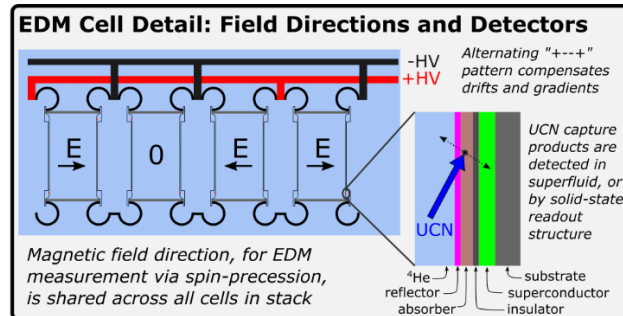 EDM Cell Detail: Field Directions and Detectors
-HV
+HV
Alternating "+--+"
pattern compensates
drifts and gradients
E
0
E
E
UCN
UCN capture
products are
detected in
superfluid, or
by solid-state
readout
structure
Magnetic field direction, for EDM
measurement via spin-precession,
is shared across all cells in stack
⁴He
reflector
absorber
substrate
superconductor
insulator